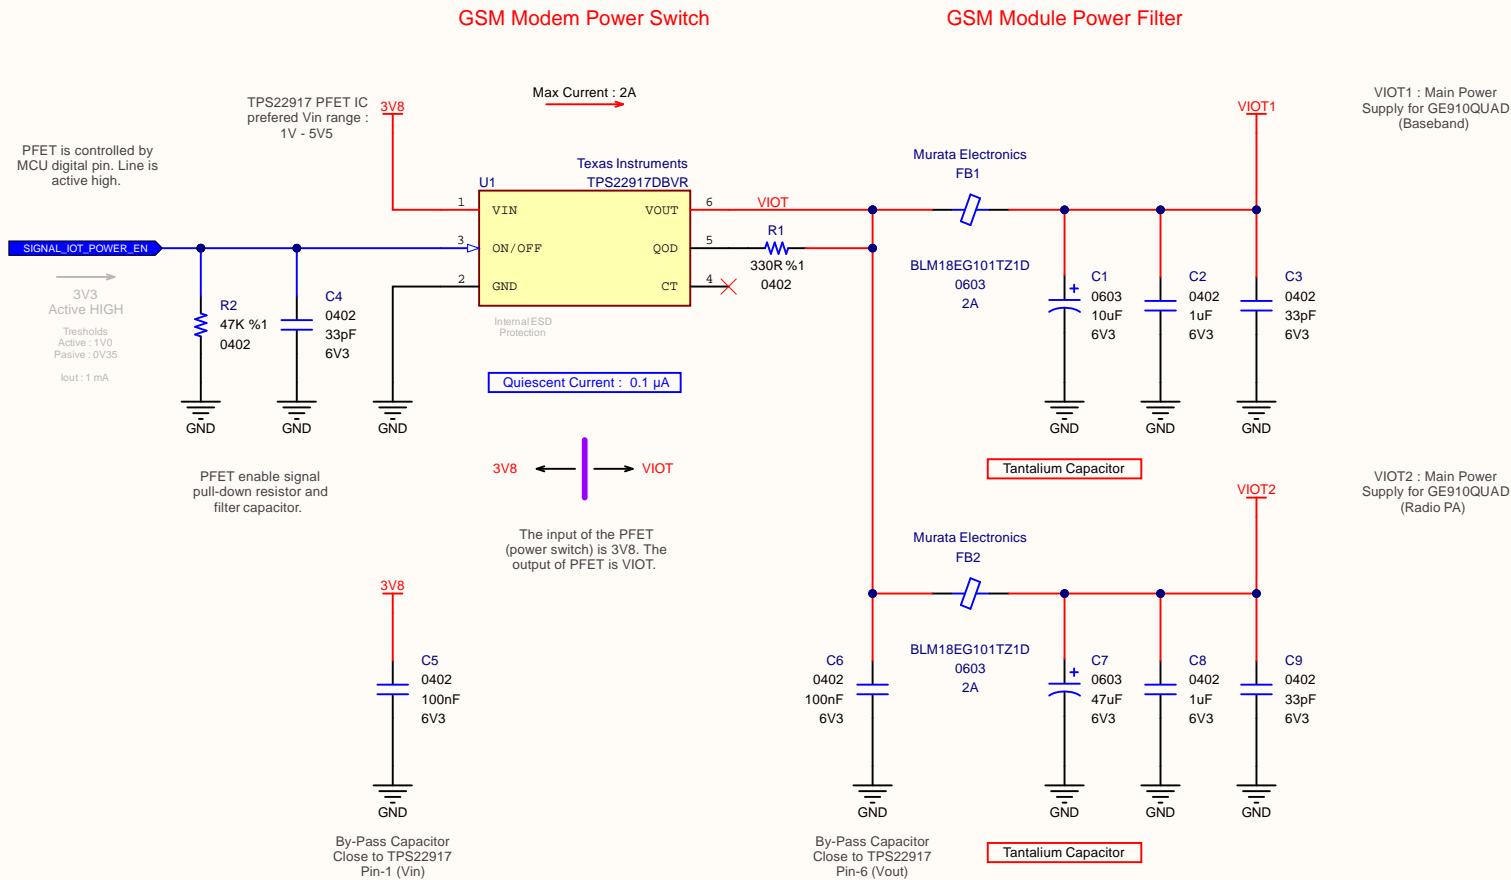 GSM Modem Power Switch
GSM Module Power Filter
TPS22917 PFET IC
prefered Vin range :
1V - 5V5
3V8
Max Current : 2A
VIOT1
VIOT1 : Main Power
Supply for GE910QUAD
(Baseband)
PFET is controlled by
MCU digital pin. Line is
active high.
Texas Instruments
TPS22917DBVR
U1
Murata Electronics
FB1
1
VIN
VOUT
6
VIOT
SIGNAL_IOT_POWER_EN
3
ON/OFF
QOD
5
R1
330R %1
0402
2
GND
CT
4
BLM18EG101TZ1D
0603
2A
3V3
Active HIGH
Tresholds
Active : 1V0
Pasive : 0V35
Iout : 1 mA
R2
47K %1
0402
C4
0402
33pF
6V3
Internal ESD
Protection
C1
0603
10uF
6V3
C2
0402
1uF
6V3
C3
0402
33pF
6V3
Quiescent Current : 0.1 µA
GND
GND
GND
GND
GND
GND
PFET enable signal
pull-down resistor and
filter capacitor.
3V8
VIOT
Tantalium Capacitor
VIOT2
VIOT2 : Main Power
Supply for GE910QUAD
(Radio PA)
The input of the PFET
(power switch) is 3V8. The
output of PFET is VIOT.
Murata Electronics
FB2
3V8
BLM18EG101TZ1D
0603
2A
C5
0402
100nF
6V3
C6
0402
100nF
6V3
C7
0603
47uF
6V3
C8
0402
1uF
6V3
C9
0402
33pF
6V3
GND
GND
GND
GND
GND
By-Pass Capacitor
Close to TPS22917
Pin-1 (Vin)
By-Pass Capacitor
Close to TPS22917
Pin-6 (Vout)
Tantalium Capacitor